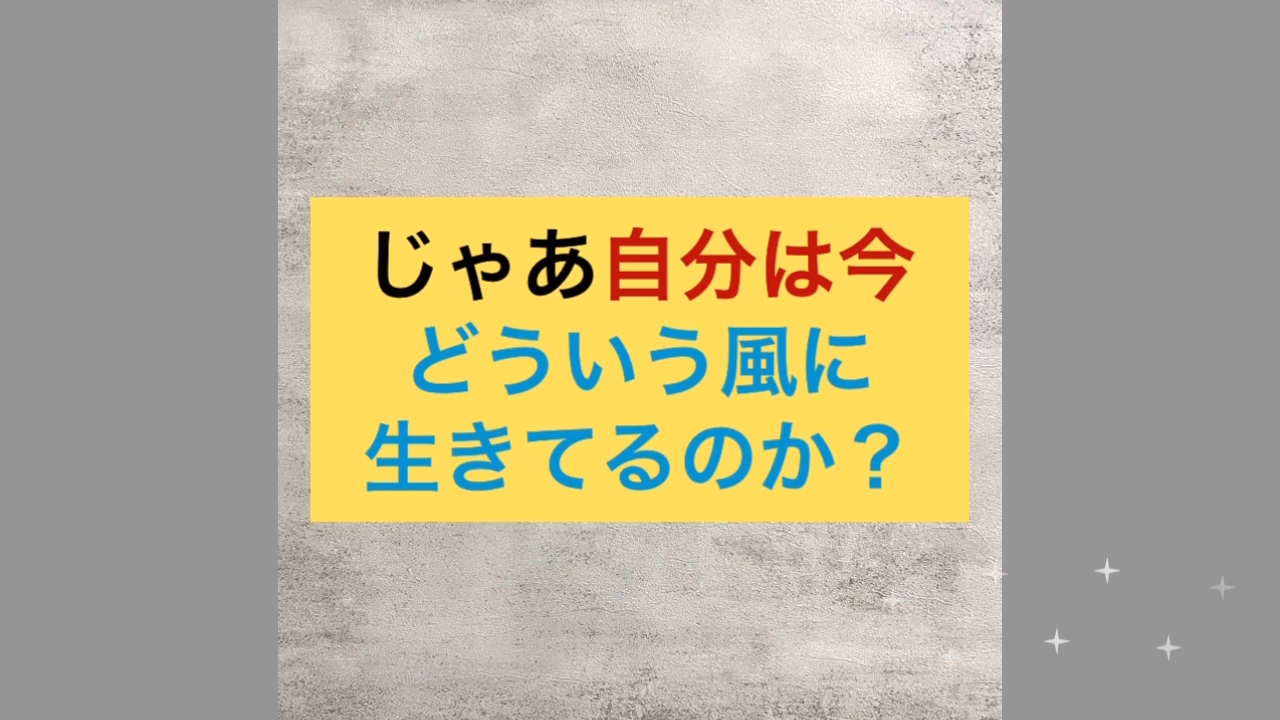 じゃあ自分は今
どういう風に
生きてるのか？